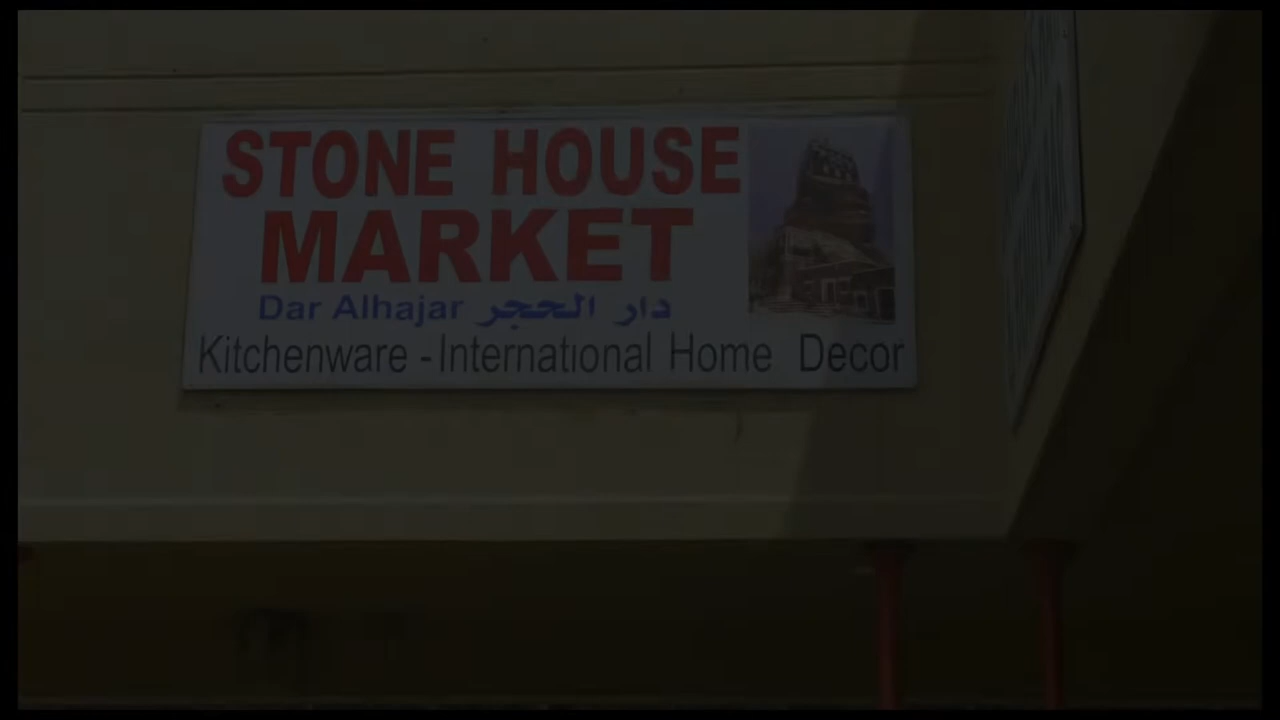 STONE HOUSE
MARKET
Dar Alhajar دار الحجر
Kitchenware - International Home Decor